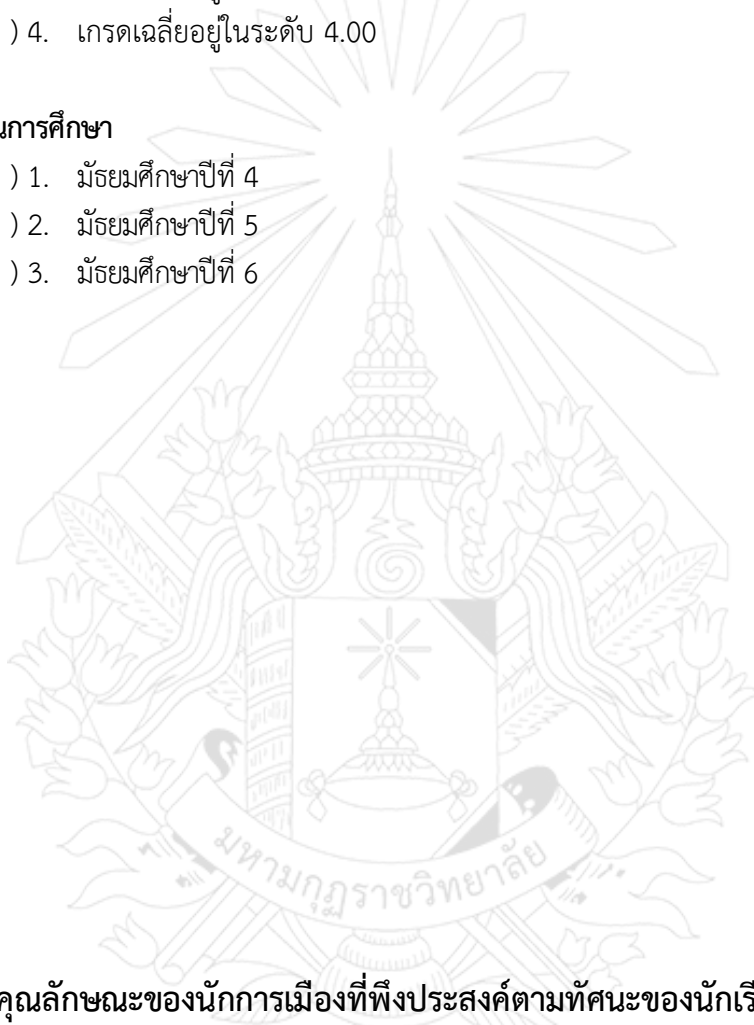 ) 4. เกรดเฉลี่ยอยู่ในระดับ 4.00
นการศึกษา
) 1. มัธยมศึกษาปีที่ 4
) 2. มัธยมศึกษาปีที่ 5
) 3. มัธยมศึกษาปีที่ 6
มหามกุฏราชวิทยาลัย
คุณลักษณะของนักการเมืองที่พึงประสงค์ตามทัศนะของนักเรี